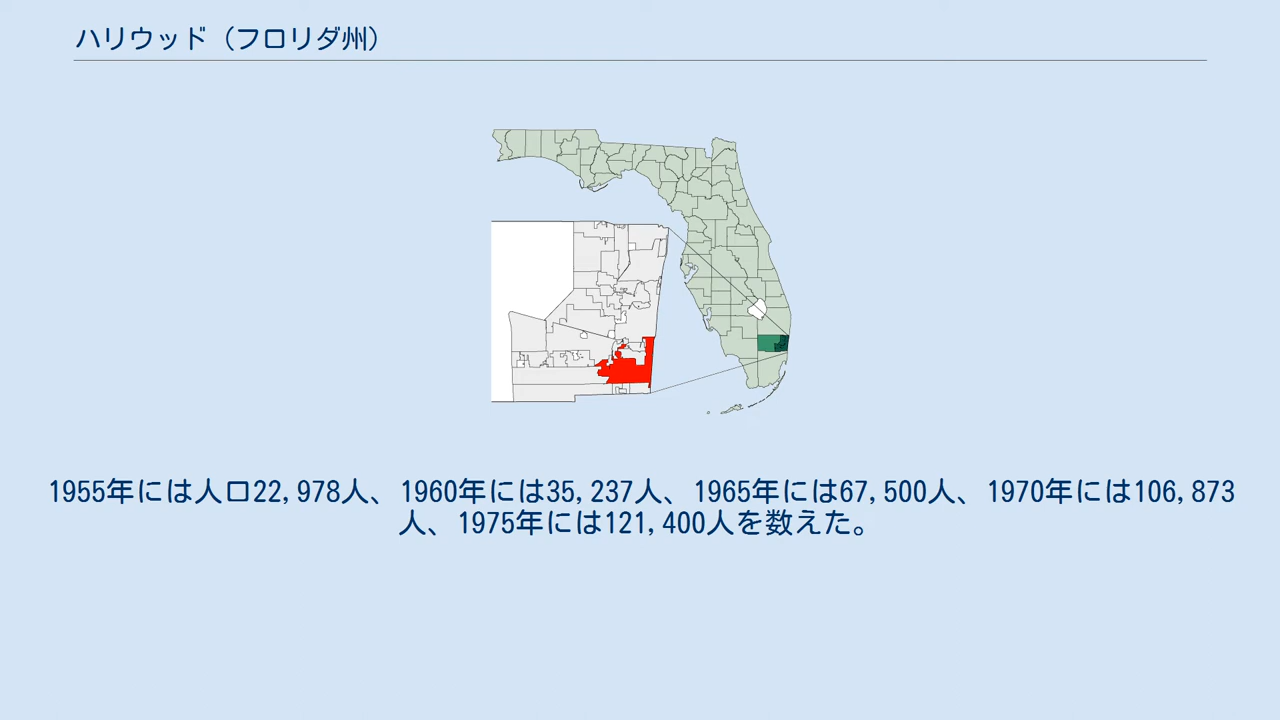 ハリウッド（フロリダ州）
1955年には人口22,978人、1960年には35,237人、1965年には67,500人、1970年には106,873
人、1975年には121,400人を数えた。